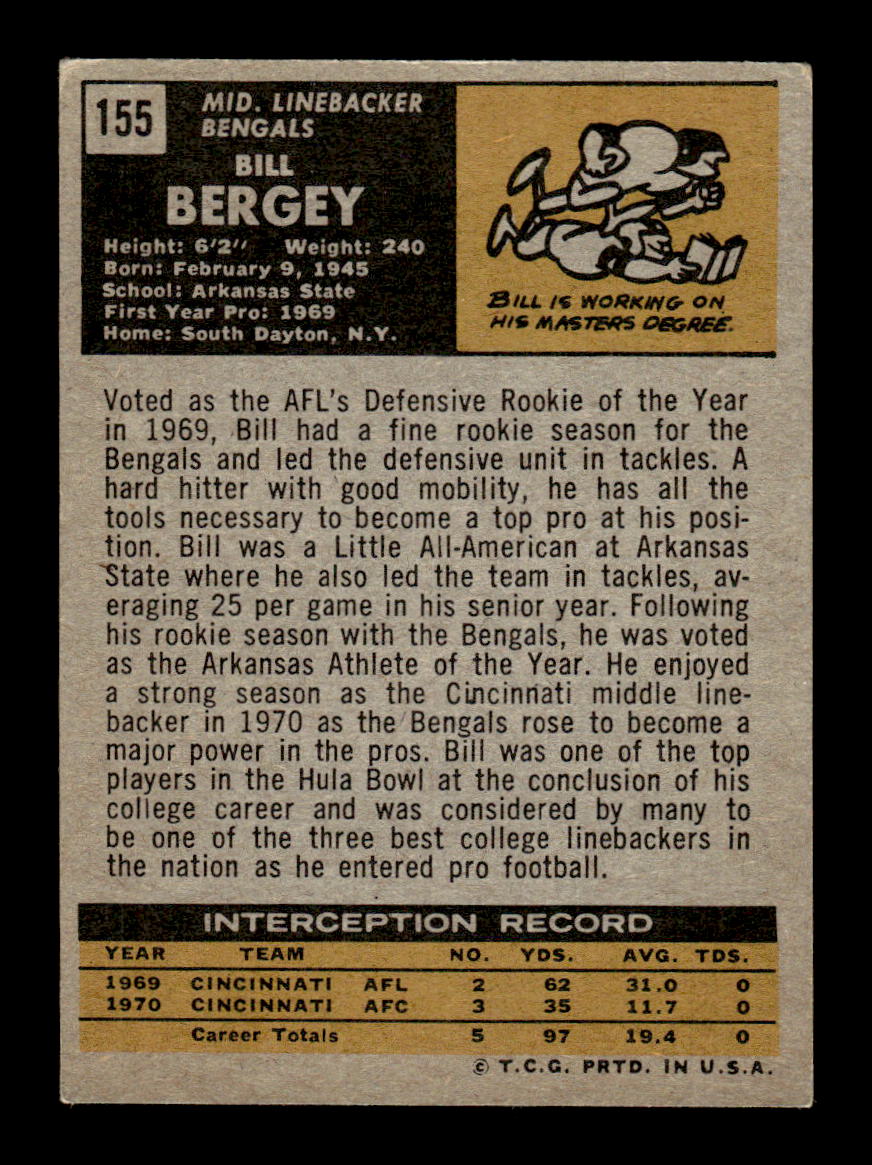 155
MID. LINEBACKER
BENGALS
BILL
BERGEY
Height: 6'2" Weight: 240
Born: February 9, 1945
School: Arkansas State
First Year Pro: 1969
Home: South Dayton, N.Y.
BILL IS WORKING ON
HIS MASTERS DEGREE.
Voted as the AFL's Defensive Rookie of the Year
in 1969, Bill had a fine rookie season for the
Bengals and led the defensive unit in tackles. A
hard hitter with good mobility, he has all the
tools necessary to become a top pro at his posi-
tion. Bill was a Little All-American at Arkansas
State where he also led the team in tackles, av-
eraging 25 per game in his senior year. Following
his rookie season with the Bengals, he was voted
as the Arkansas Athlete of the Year. He enjoyed
a strong season as the Cincinnati middle line-
backer in 1970 as the Bengals rose to become a
major power in the pros. Bill was one of the top
players in the Hula Bowl at the conclusion of his
college career and was considered by many to
be one of the three best college linebackers in
the nation as he entered pro football.
INTERCEPTION RECORD
YEAR TEAM NO. YDS. AVG. TDS.
1969 CINCINNATI AFL 2 62 31.0 0
1970 CINCINNATI AFC 3 35 11.7 0
Career Totals 5 97 19.4 0
© T.C.G. PRTD. IN U.S.A.